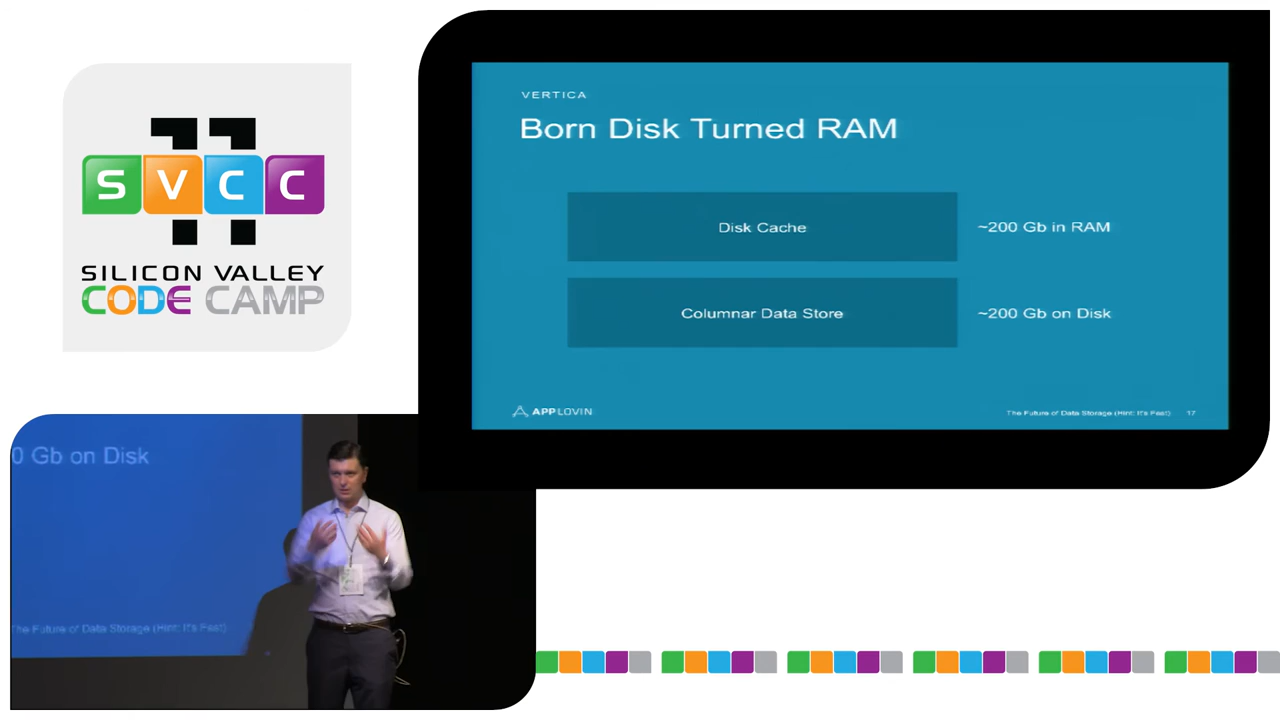 SVCC
SILICON VALLEY
CODE CAMP
VERTICA
Born Disk Turned RAM
Disk Cache
~200 Gb in RAM
Columnar Data Store
~200 Gb on Disk
APPLOVIN
The Future of Data Storage (Hint: It's Fast) 17
0 Gb on Disk
he Future of Data Storage (Hint: It's Fast)